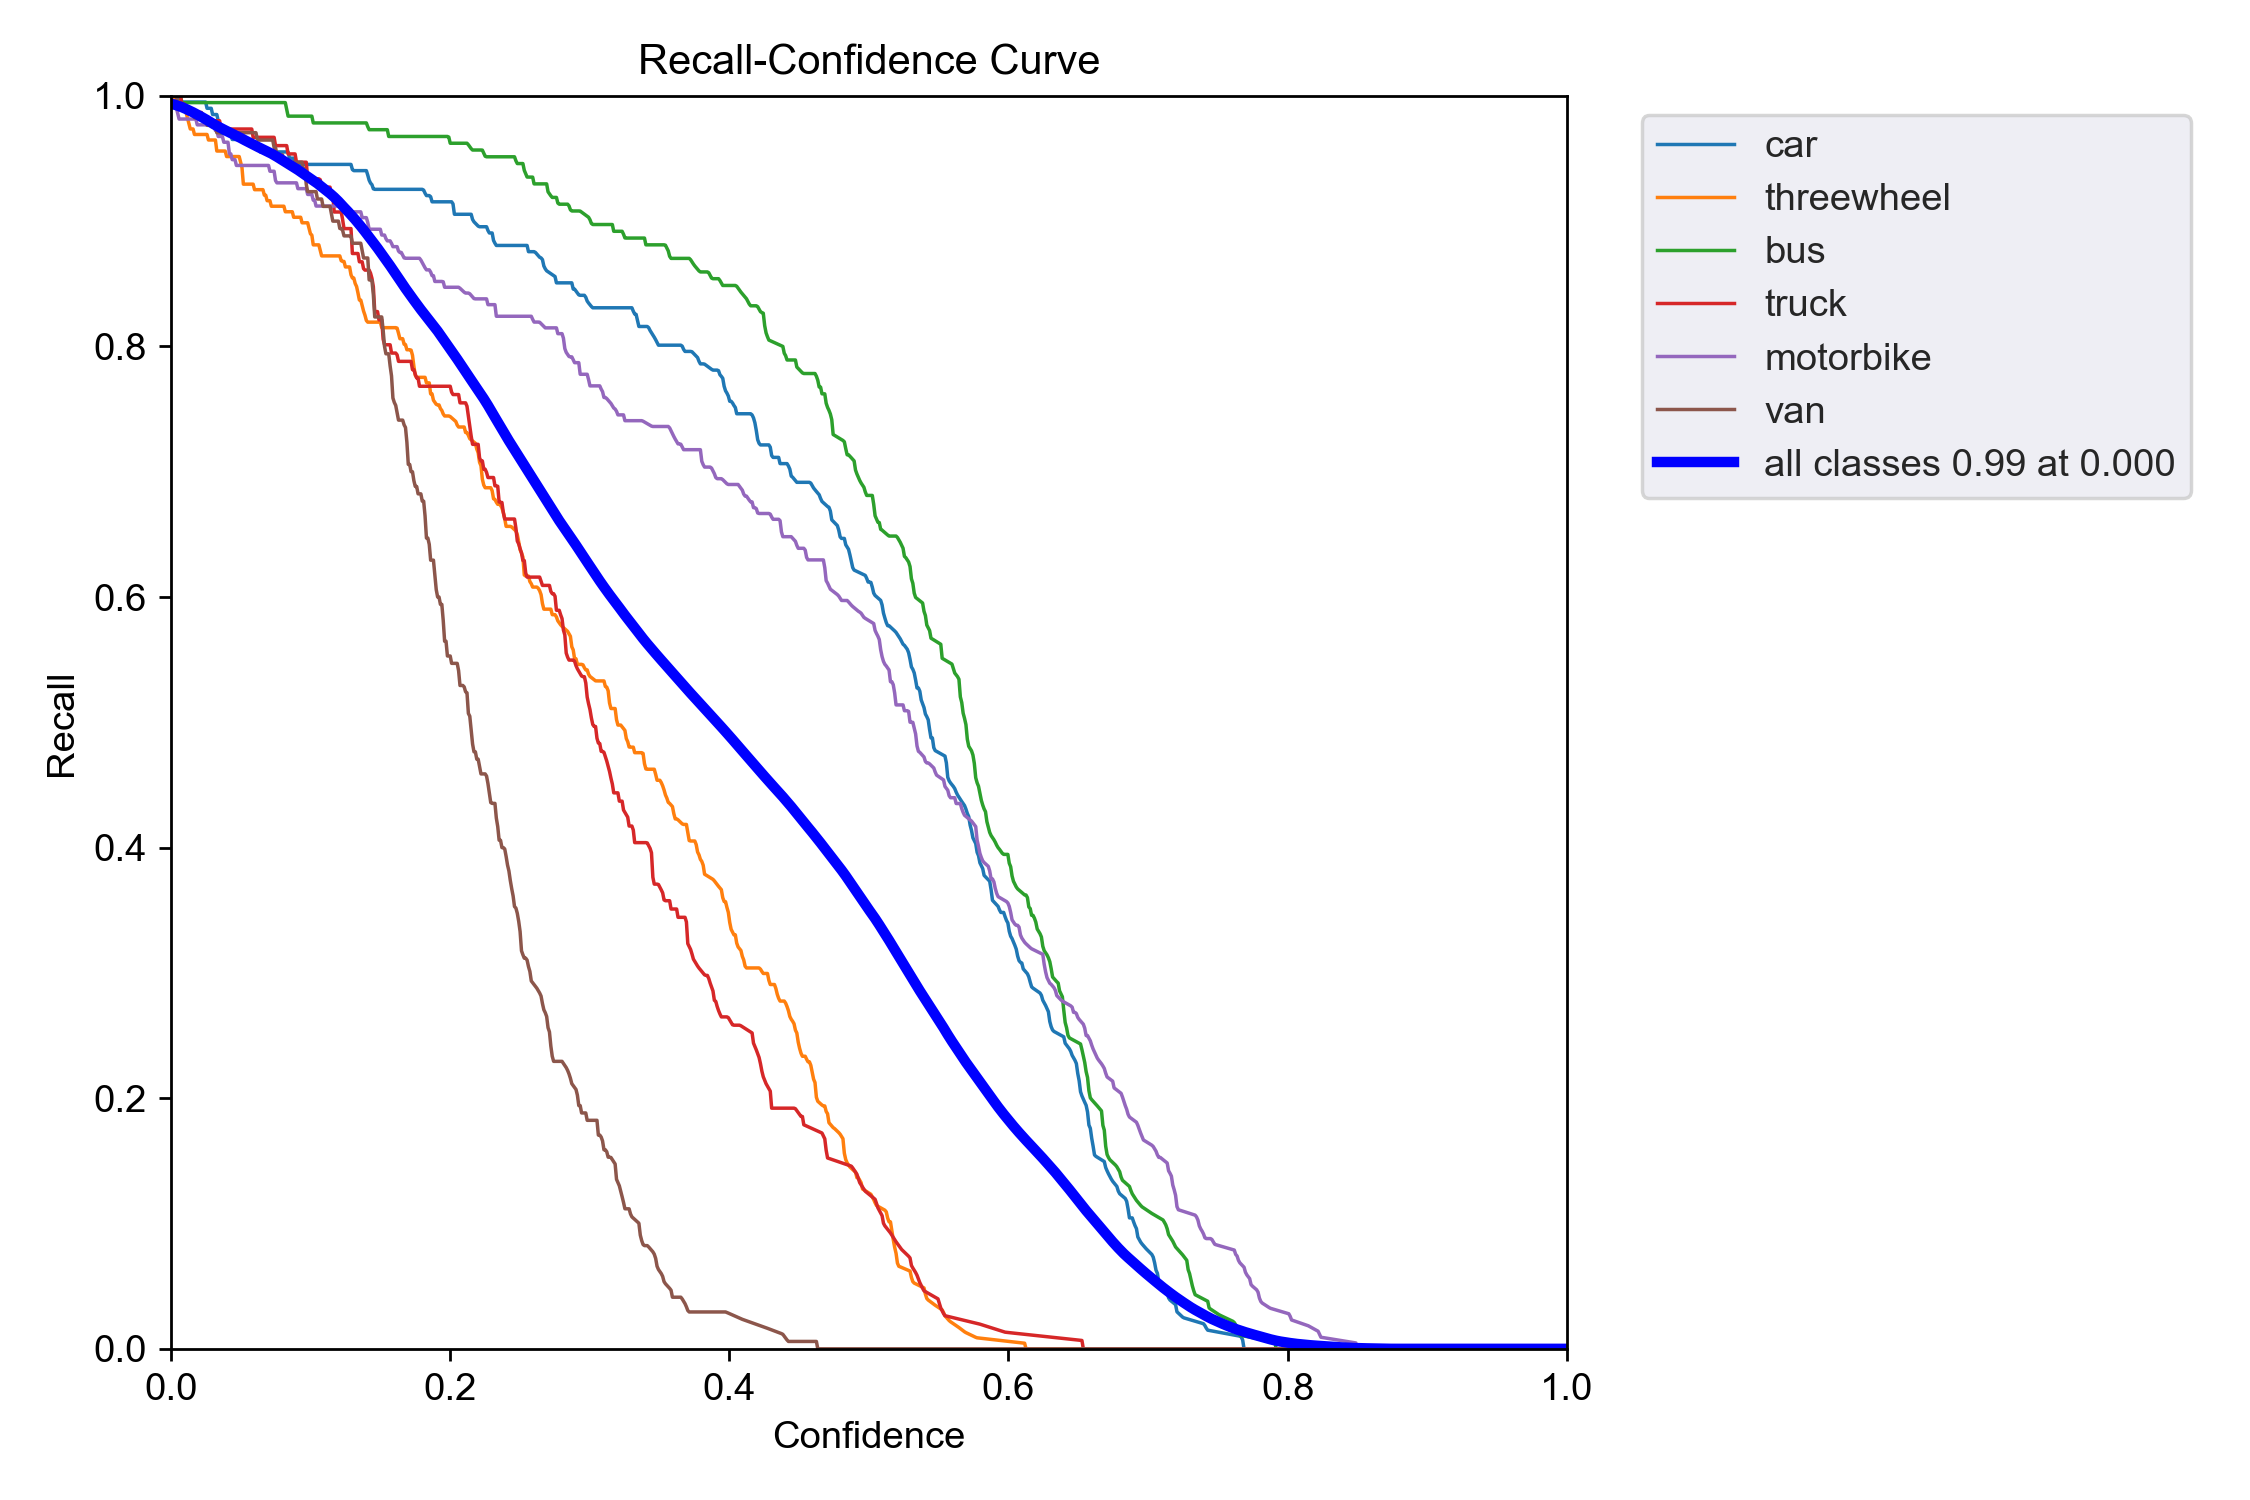 Recall-Confidence Curve
1.0
0.8
0.6
0.4
0.2
0.0
Recall
0.0 0.2 0.4 0.6 0.8 1.0
Confidence
car
threewheel
bus
truck
motorbike
van
all classes 0.99 at 0.000